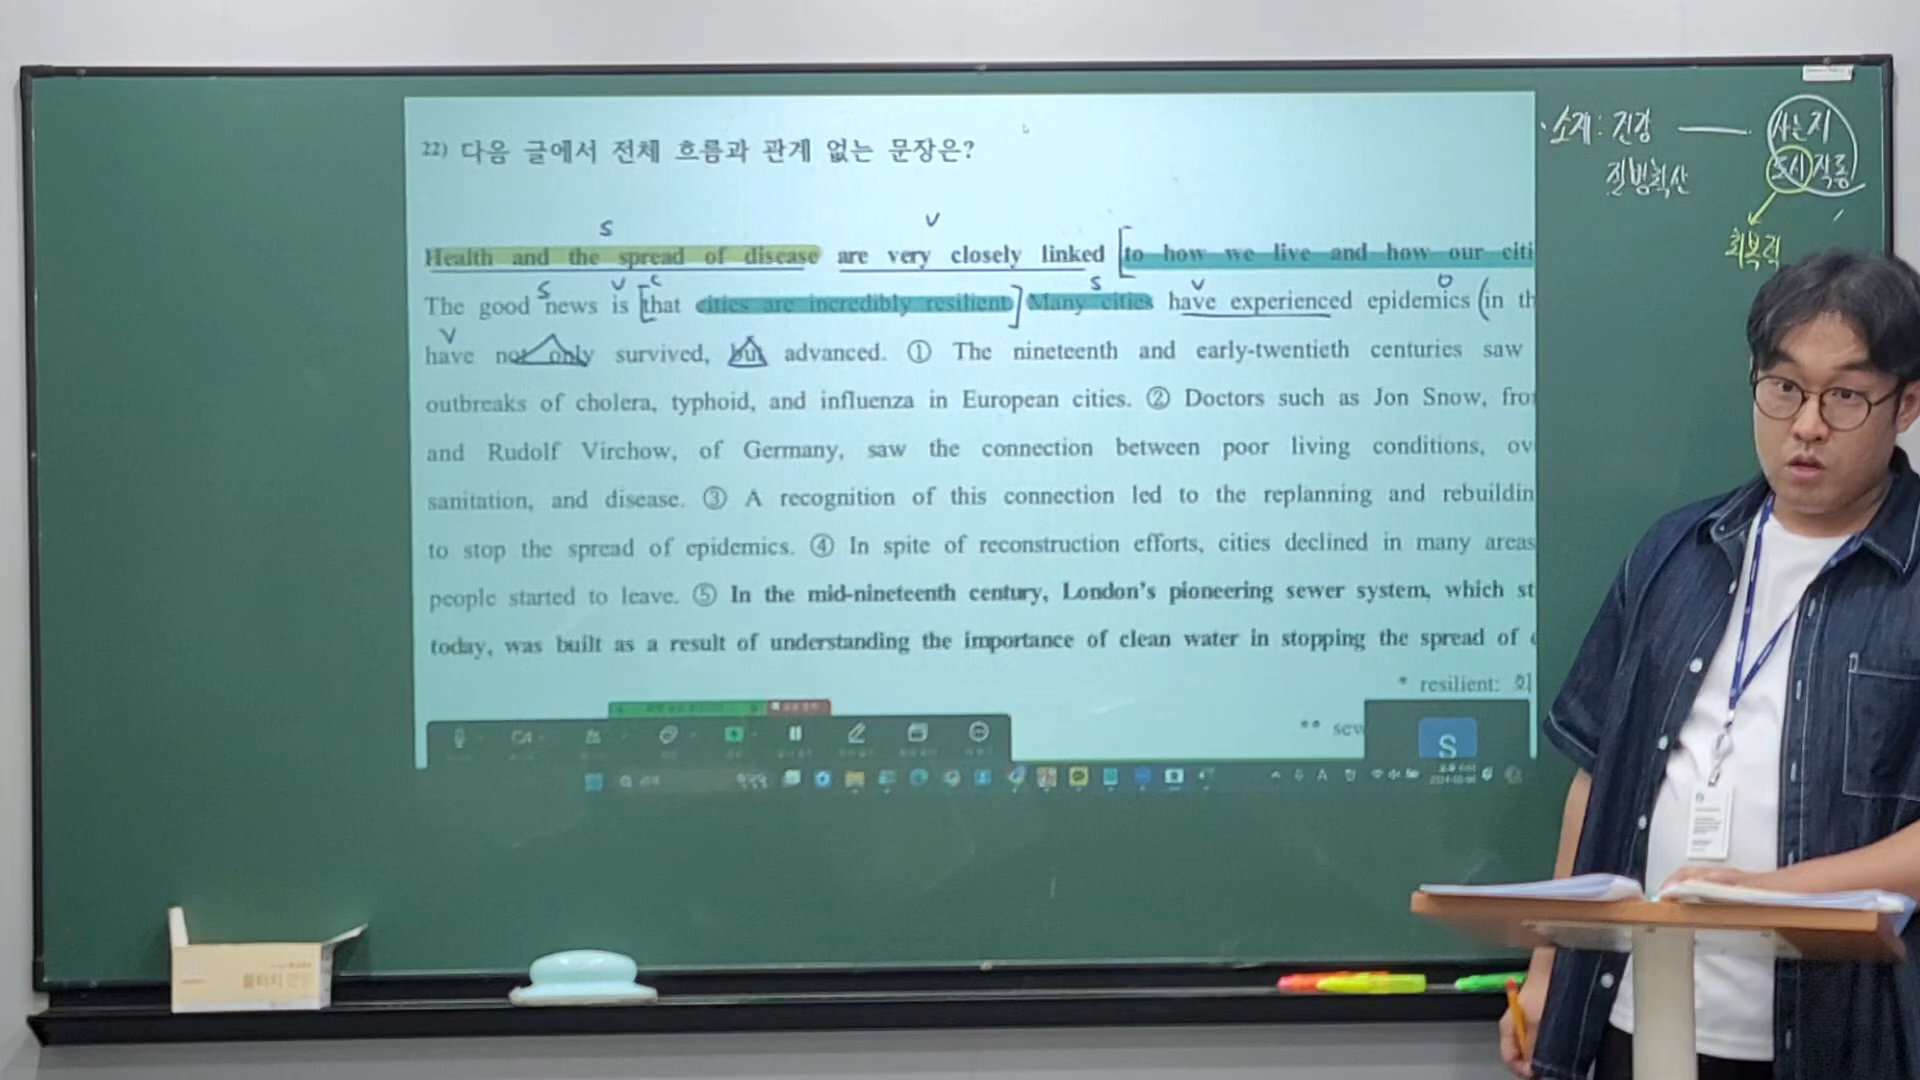 22) 다음 글에서 전체 흐름과 관계 없는 문장은?
S V
Health and the spread of disease are very closely linked [to how we live and how our citi
S V C S V O
The good news is [that cities are incredibly resilient] Many cities have experienced epidemics (in th
V
have not only survived, but advanced. ① The nineteenth and early-twentieth centuries saw
outbreaks of cholera, typhoid, and influenza in European cities. ② Doctors such as Jon Snow, fro
and Rudolf Virchow, of Germany, saw the connection between poor living conditions, ov
sanitation, and disease. ③ A recognition of this connection led to the replanning and rebuildin
to stop the spread of epidemics. ④ In spite of reconstruction efforts, cities declined in many areas
people started to leave. ⑤ In the mid-nineteenth century, London's pioneering sewer system, which st
today, was built as a result of understanding the importance of clean water in stopping the spread of
* resilient: 회
** sew
S
· 소재: 건강 — 사는지
질병확산 도시 작동
회복력